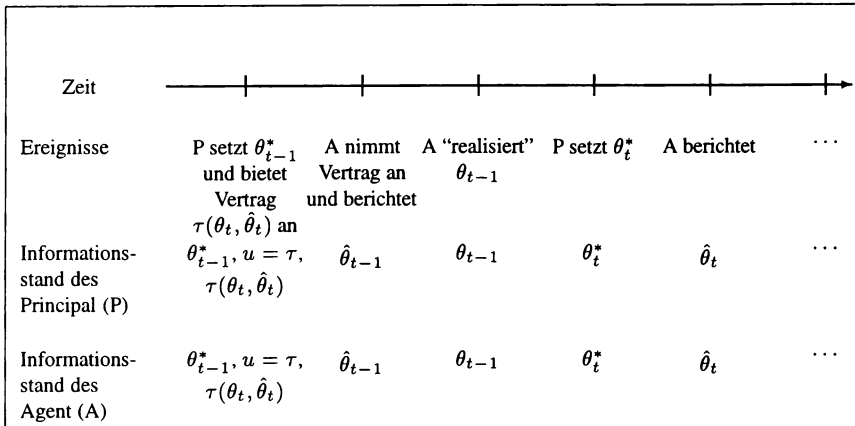 Zeit
Ereignisse P setzt θ*_{t−1} A nimmt A “realisiert” P setzt θ*_t A berichtet ···
und bietet Vertrag an θ_{t−1}
Vertrag und berichtet
τ(θ_t, θ̂_t) an
Informations- θ*_{t−1}, u = τ, θ̂_{t−1} θ_{t−1} θ*_t θ̂_t ···
stand des τ(θ_t, θ̂_t)
Principal (P)
Informations- θ*_{t−1}, u = τ, θ̂_{t−1} θ_{t−1} θ*_t θ̂_t ···
stand des τ(θ_t, θ̂_t)
Agent (A)